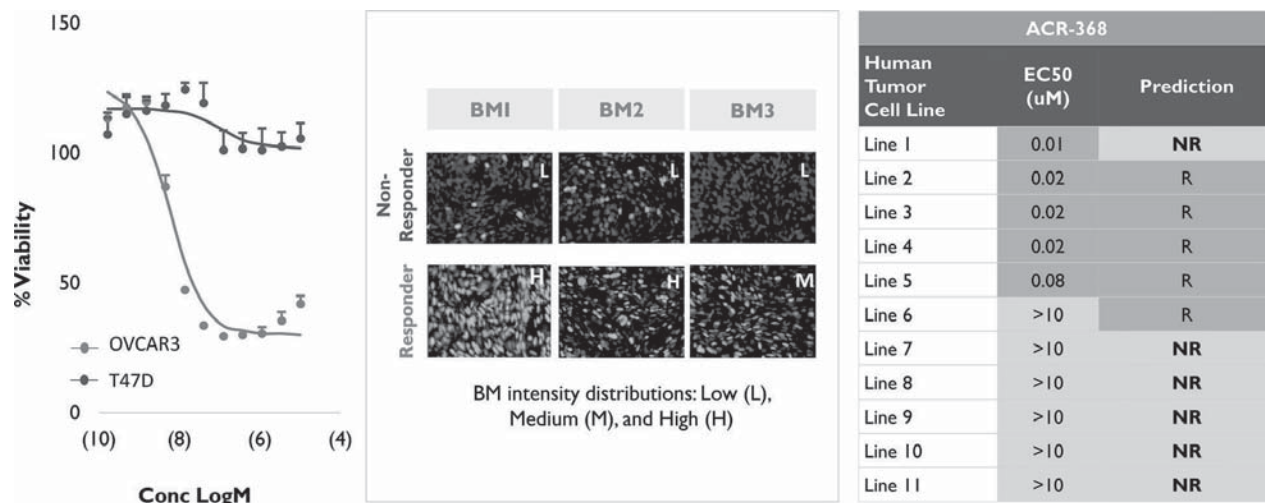 150
100
50
0
% Viability
OVCAR3
T47D
(10) (8) (6) (4)
Conc LogM
BM1 BM2 BM3
Non-
Responder
L L L
Responder
H H M
BM intensity distributions: Low (L),
Medium (M), and High (H)
ACR-368
Human
Tumor
Cell Line
EC50
(uM)
Prediction
Line 1 0.01 NR
Line 2 0.02 R
Line 3 0.02 R
Line 4 0.02 R
Line 5 0.08 R
Line 6 >10 R
Line 7 >10 NR
Line 8 >10 NR
Line 9 >10 NR
Line 10 >10 NR
Line 11 >10 NR